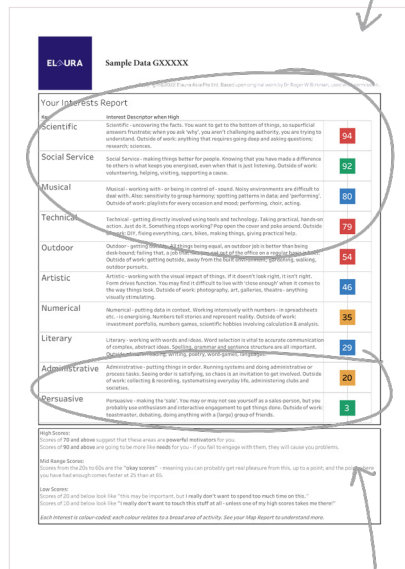 ELAURA
Sample Data GXXXXX
Your Interests Report
Interest Descriptor when High
Scientific
Scientific - uncovering the facts. You want to get to the bottom of things, so superficial
answers frustrate; when you ask 'why', you aren't challenging authority, you are trying to
understand. Outside of work: anything that requires going deep and asking questions;
research; sciences.
94
Social Service
Social Service - making things better for people. Knowing that you have made a difference
to others is what keeps you energised, even when that is just listening. Outside of work:
volunteering, helping, visiting, supporting a cause.
92
Musical
Musical - working with - or being in control of - sound. Noisy environments are difficult to
deal with. Also: sensitivity to group harmony; spotting patterns in data; and 'performing'.
Outside of work: playlists for every occasion and mood; performing, choir, acting.
80
Technical
Technical - getting directly involved using tools and technology. Taking practical, hands-on
action. Just do it. Something stops working? Pop open the cover and poke around. Outside
of work: DIY, fixing everything, cars, bikes, making things, giving practical help.
79
Outdoor
Outdoor - getting outside. All things being equal, an outdoor job is better than being
desk-bound; failing that, a job that gets you out of the office on a regular
Outside of work: getting outside, away from the built environment; gardening, walking,
outdoor pursuits.
54
Artistic
Artistic - working with the visual impact of things. If it doesn't look right, it isn't right.
Form drives function. You may find it difficult to live with 'close enough' when it comes to
the way things look. Outside of work: photography, art, galleries, theatre - anything
visually stimulating.
46
Numerical
Numerical - putting data in context. Working intensively with numbers - in spreadsheets
etc. - is energising. Numbers tell stories and represent reality. Outside of work:
investment portfolio, numbers games, scientific hobbies involving calculation & analysis.
35
Literary
Literary - working with words and ideas. Word selection is vital to accurate communication
of complex, abstract ideas. Spelling, grammar and sentence structure are all important.
Outside of work: reading, writing, poetry, word-games, languages.
29
Administrative
Administrative - putting things in order. Running systems and doing administrative or
process tasks. Seeing order is satisfying, so chaos is an invitation to get involved. Outside
of work: collecting & recording, systematising everyday life, administering clubs and
societies.
20
Persuasive
Persuasive - making the 'sale'. You may or may not see yourself as a sales-person, but you
probably use enthusiasm and interactive engagement to get things done. Outside of work:
toastmaster, debating, doing anything with a (large) group of friends.
3
High Scores:
Scores of 70 and above suggest that these areas are powerful motivators for you.
Scores of 90 and above are going to be more like needs for you - if you fail to engage with them, they will cause you problems.
Mid Range Scores:
Scores from the 20s to 60s are the "okay scores" - meaning you can probably get real pleasure from this, up to a point; and the point where
you have had enough comes faster at 25 than at 65.
Low Scores:
Scores of 20 and below look like "this may be important, but I really don't want to spend too much time on this."
Scores of 10 and below look like "I really don't want to touch this stuff at all - unless one of my high scores takes me there!"
Each Interest is colour-coded; each colour relates to a broad area of activity. See your Map Report to understand more.